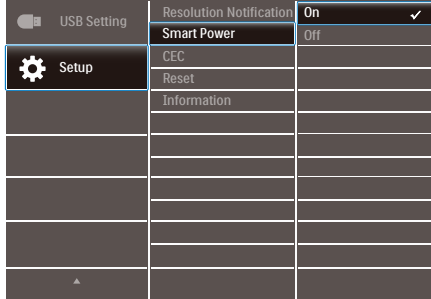 USB Setting
Setup
Resolution Notification
Smart Power
CEC
Reset
Information
On
Off